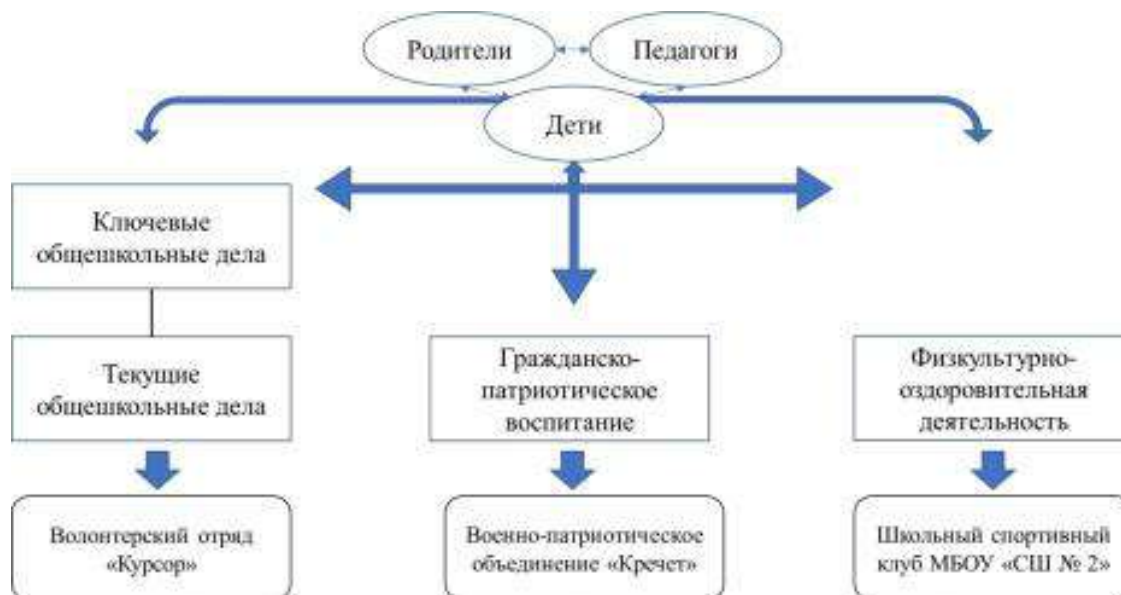 Родители
Педагоги
Дети
Ключевые
общешкольные дела
Текущие
общешкольные дела
Гражданско-
патриотическое
воспитание
Физкультурно-
оздоровительная
деятельность
Волонтерский отряд
«Курсор»
Военно-патриотическое
объединение «Кречет»
Школьный спортивный
клуб МБОУ «СШ № 2»